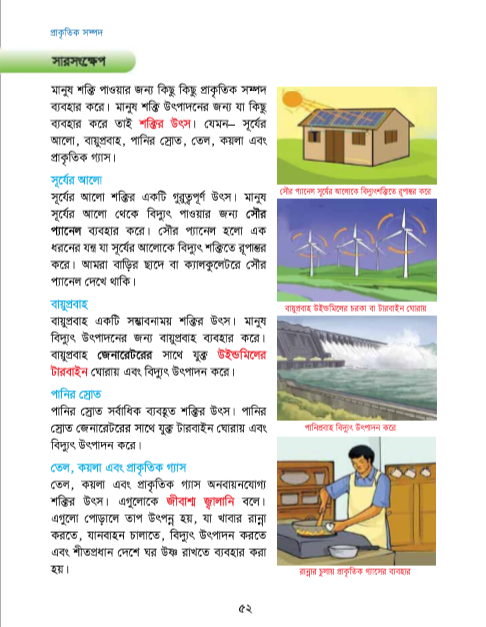 প্রাকৃতিক সম্পদ
সারসংক্ষেপ
মানুষ শক্তি পাওয়ার জন্য কিছু কিছু প্রাকৃতিক সম্পদ
ব্যবহার করে। মানুষ শক্তি উৎপাদনের জন্য যা কিছু
ব্যবহার করে তাই শক্তির উৎস। যেমন— সূর্যের
আলো, বায়ুপ্রবাহ, পানির স্রোত, তেল, কয়লা এবং
প্রাকৃতিক গ্যাস।
সূর্যের আলো
সূর্যের আলো শক্তির একটি গুরুত্বপূর্ণ উৎস। মানুষ
সূর্যের আলো থেকে বিদ্যুৎ পাওয়ার জন্য সৌর
প্যানেল ব্যবহার করে। সৌর প্যানেল হলো এক
ধরনের যন্ত্র যা সূর্যের আলোকে বিদ্যুৎ শক্তিতে রূপান্তর
করে। আমরা বাড়ির ছাদে বা ক্যালকুলেটরে সৌর
প্যানেল দেখে থাকি।
বায়ুপ্রবাহ
বায়ুপ্রবাহ একটি সম্ভাবনাময় শক্তির উৎস। মানুষ
বিদ্যুৎ উৎপাদনের জন্য বায়ুপ্রবাহ ব্যবহার করে।
বায়ুপ্রবাহ জেনারেটরের সাথে যুক্ত উইন্ডমিলের
টারবাইন ঘোরায় এবং বিদ্যুৎ উৎপাদন করে।
পানির স্রোত
পানির স্রোত সর্বাধিক ব্যবহৃত শক্তির উৎস। পানির
স্রোত জেনারেটরের সাথে যুক্ত টারবাইন ঘোরায় এবং
বিদ্যুৎ উৎপাদন করে।
তেল, কয়লা এবং প্রাকৃতিক গ্যাস
তেল, কয়লা এবং প্রাকৃতিক গ্যাস অনবায়নযোগ্য
শক্তির উৎস। এগুলোকে জীবাশ্ম জ্বালানি বলে।
এগুলো পোড়ালে তাপ উৎপন্ন হয়, যা খাবার রান্না
করতে, যানবাহন চালাতে, বিদ্যুৎ উৎপাদন করতে
এবং শীতপ্রধান দেশে ঘর উষ্ণ রাখতে ব্যবহার করা
হয়।
সৌর প্যানেল সূর্যের আলোকে বিদ্যুৎশক্তিতে রূপান্তর করে
বায়ুপ্রবাহ উইন্ডমিলের চরকা বা টারবাইন ঘোরায়
পানিপ্রবাহ বিদ্যুৎ উৎপাদন করে
রান্নার চুলায় প্রাকৃতিক গ্যাসের ব্যবহার
৫২